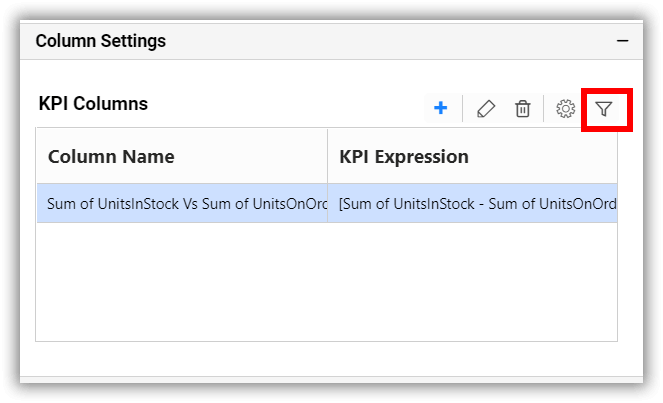 Column Settings
KPI Columns
Column Name KPI Expression
Sum of UnitsInStock Vs Sum of UnitsOnOrd [Sum of UnitsInStock - Sum of UnitsOnOrd